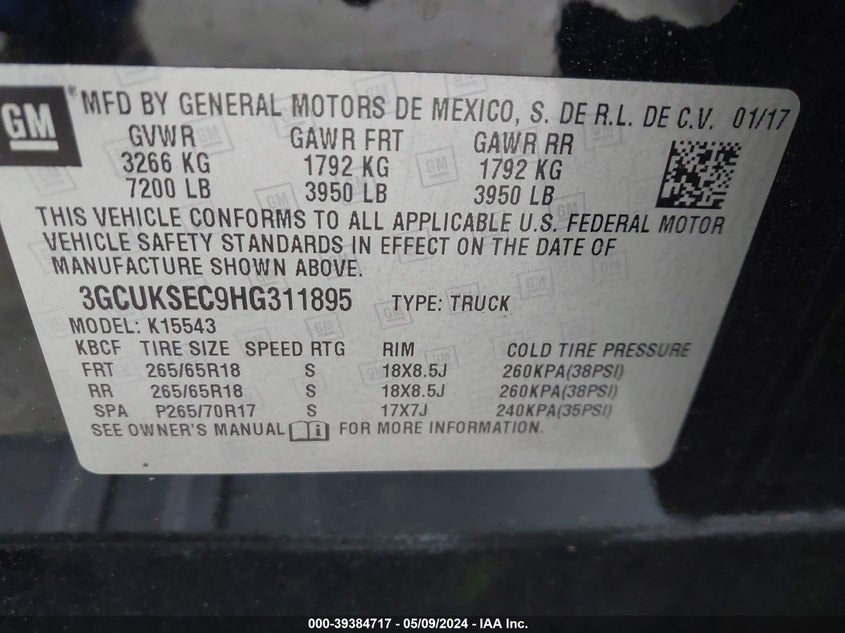 GM
® MFD BY GENERAL MOTORS DE MEXICO, S. DE R.L. DE C.V. 01/17
GVWR GAWR FRT GAWR RR
3266 KG 1792 KG 1792 KG
7200 LB 3950 LB 3950 LB
THIS VEHICLE CONFORMS TO ALL APPLICABLE U.S. FEDERAL MOTOR
VEHICLE SAFETY STANDARDS IN EFFECT ON THE DATE OF
MANUFACTURE SHOWN ABOVE.
3GCUKSEC9HG311895 TYPE: TRUCK
MODEL: K15543
KBCF TIRE SIZE SPEED RTG RIM COLD TIRE PRESSURE
FRT 265/65R18 S 18X8.5J 260KPA(38PSI)
RR 265/65R18 S 18X8.5J 260KPA(38PSI)
SPA P265/70R17 S 17X7J 240KPA(35PSI)
SEE OWNER'S MANUAL FOR MORE INFORMATION.
000-39384717 - 05/09/2024 - IAA Inc.